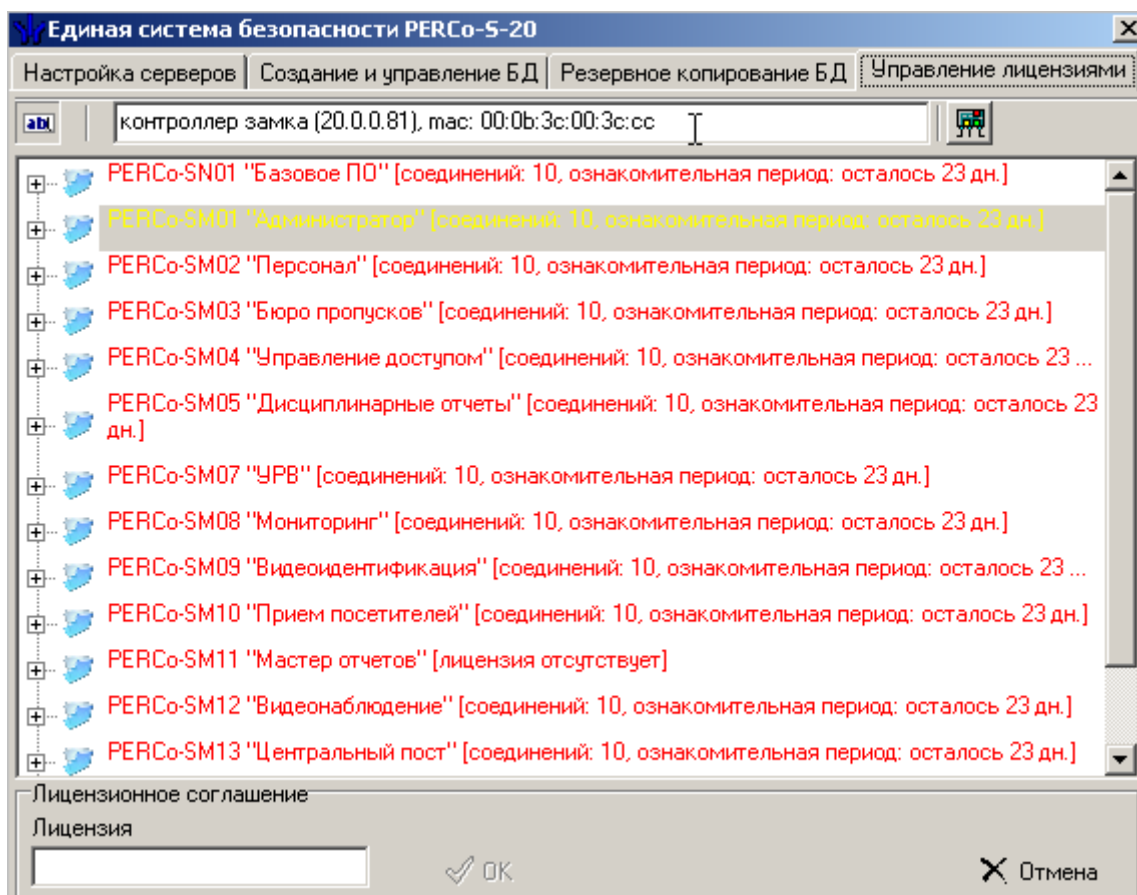 Единая система безопасности PERCo-S-20
Настройка серверов
Создание и управление БД
Резервное копирование БД
Управление лицензиями
контроллер замка (20.0.0.81), mac: 00:0b:3c:00:3c:cc
PERCo-SN01 "Базовое ПО" [соединений: 10, ознакомительная период: осталось 23 дн.]
PERCo-SM01 "Администратор" [соединений: 10, ознакомительная период: осталось 23 дн.]
PERCo-SM02 "Персонал" [соединений: 10, ознакомительная период: осталось 23 дн.]
PERCo-SM03 "Бюро пропусков" [соединений: 10, ознакомительная период: осталось 23 дн.]
PERCo-SM04 "Управление доступом" [соединений: 10, ознакомительная период: осталось 23 ...
PERCo-SM05 "Дисциплинарные отчеты" [соединений: 10, ознакомительная период: осталось 23
дн.]
PERCo-SM07 "УРВ" [соединений: 10, ознакомительная период: осталось 23 дн.]
PERCo-SM08 "Мониторинг" [соединений: 10, ознакомительная период: осталось 23 дн.]
PERCo-SM09 "Видеоидентификация" [соединений: 10, ознакомительная период: осталось 23 ...
PERCo-SM10 "Прием посетителей" [соединений: 10, ознакомительная период: осталось 23 дн.]
PERCo-SM11 "Мастер отчетов" [лицензия отсутствует]
PERCo-SM12 "Видеонаблюдение" [соединений: 10, ознакомительная период: осталось 23 дн.]
PERCo-SM13 "Центральный пост" [соединений: 10, ознакомительная период: осталось 23 дн.]
Лицензионное соглашение
Лицензия
OK
Отмена